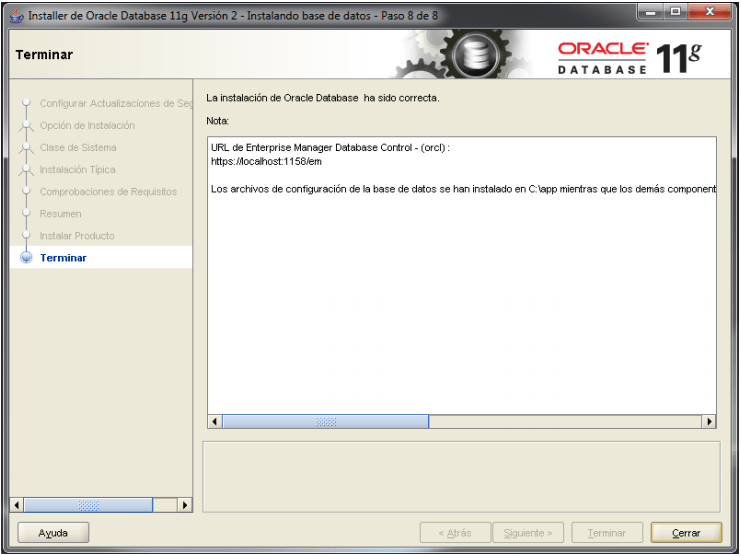 Installer de Oracle Database 11g Versión 2 - Instalando base de datos - Paso 8 de 8
Terminar
ORACLE
DATABASE
11g
Configurar Actualizaciones de Seg
Opción de Instalación
Clase de Sistema
Instalación Típica
Comprobaciones de Requisitos
Resumen
Instalar Producto
Terminar
La instalación de Oracle Database ha sido correcta.
Nota:
URL de Enterprise Manager Database Control - (orcl) :
https://localhost:1158/em
Los archivos de configuración de la base de datos se han instalado en C:\app mientras que los demás component
Ayuda
< Atrás
Siguiente >
Terminar
Cerrar